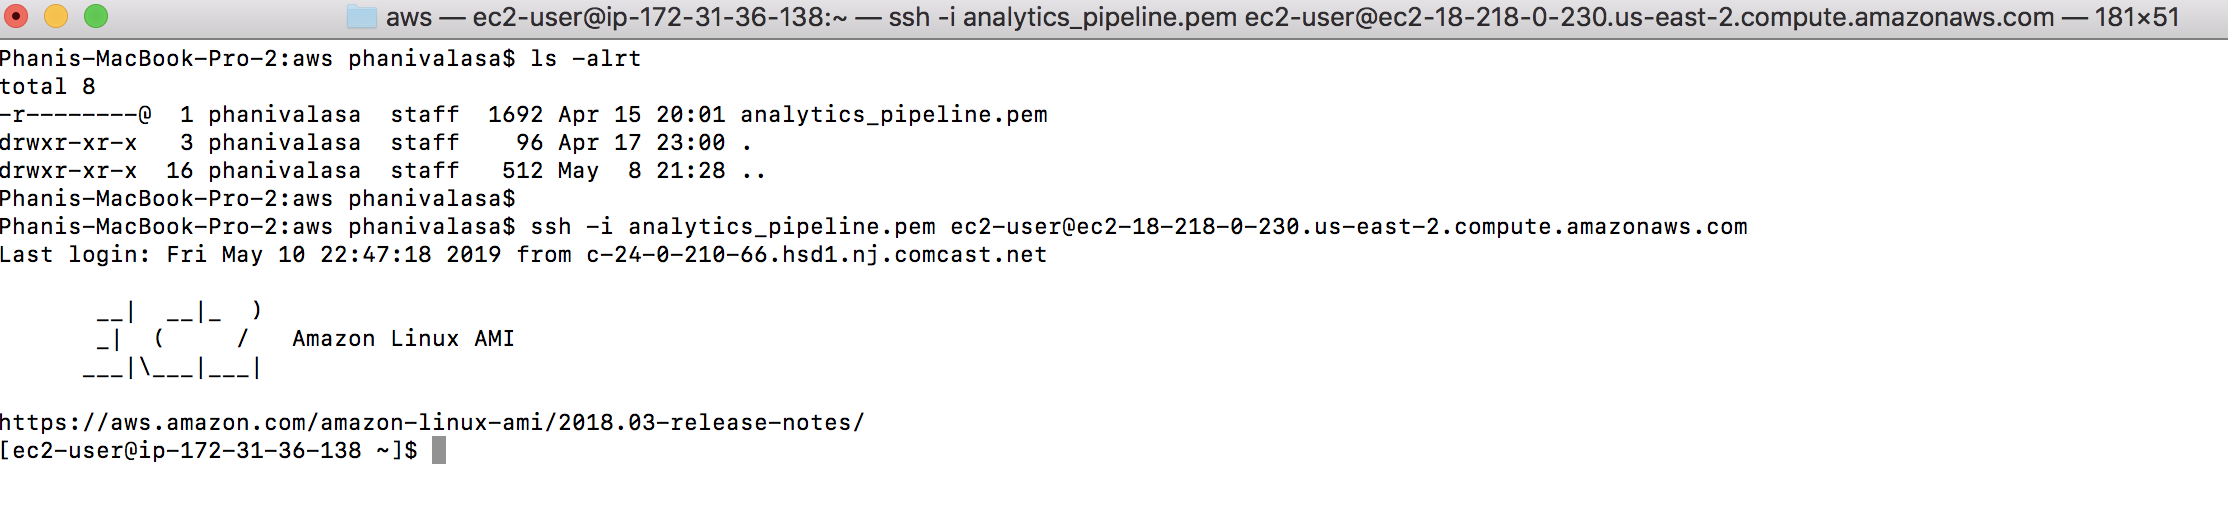 aws — ec2-user@ip-172-31-36-138:~ — ssh -i analytics_pipeline.pem ec2-user@ec2-18-218-0-230.us-east-2.compute.amazonaws.com — 181×51
Phanis-MacBook-Pro-2:aws phanivalasa$ ls -alrt
total 8
-r--------@  1 phanivalasa  staff  1692 Apr 15 20:01 analytics_pipeline.pem
drwxr-xr-x   3 phanivalasa  staff    96 Apr 17 23:00 .
drwxr-xr-x  16 phanivalasa  staff   512 May  8 21:28 ..
Phanis-MacBook-Pro-2:aws phanivalasa$
Phanis-MacBook-Pro-2:aws phanivalasa$ ssh -i analytics_pipeline.pem ec2-user@ec2-18-218-0-230.us-east-2.compute.amazonaws.com
Last login: Fri May 10 22:47:18 2019 from c-24-0-210-66.hsd1.nj.comcast.net
       __|  __|_  )
       _|  (     /   Amazon Linux AMI
      ___|\___|___|
https://aws.amazon.com/amazon-linux-ami/2018.03-release-notes/
[ec2-user@ip-172-31-36-138 ~]$